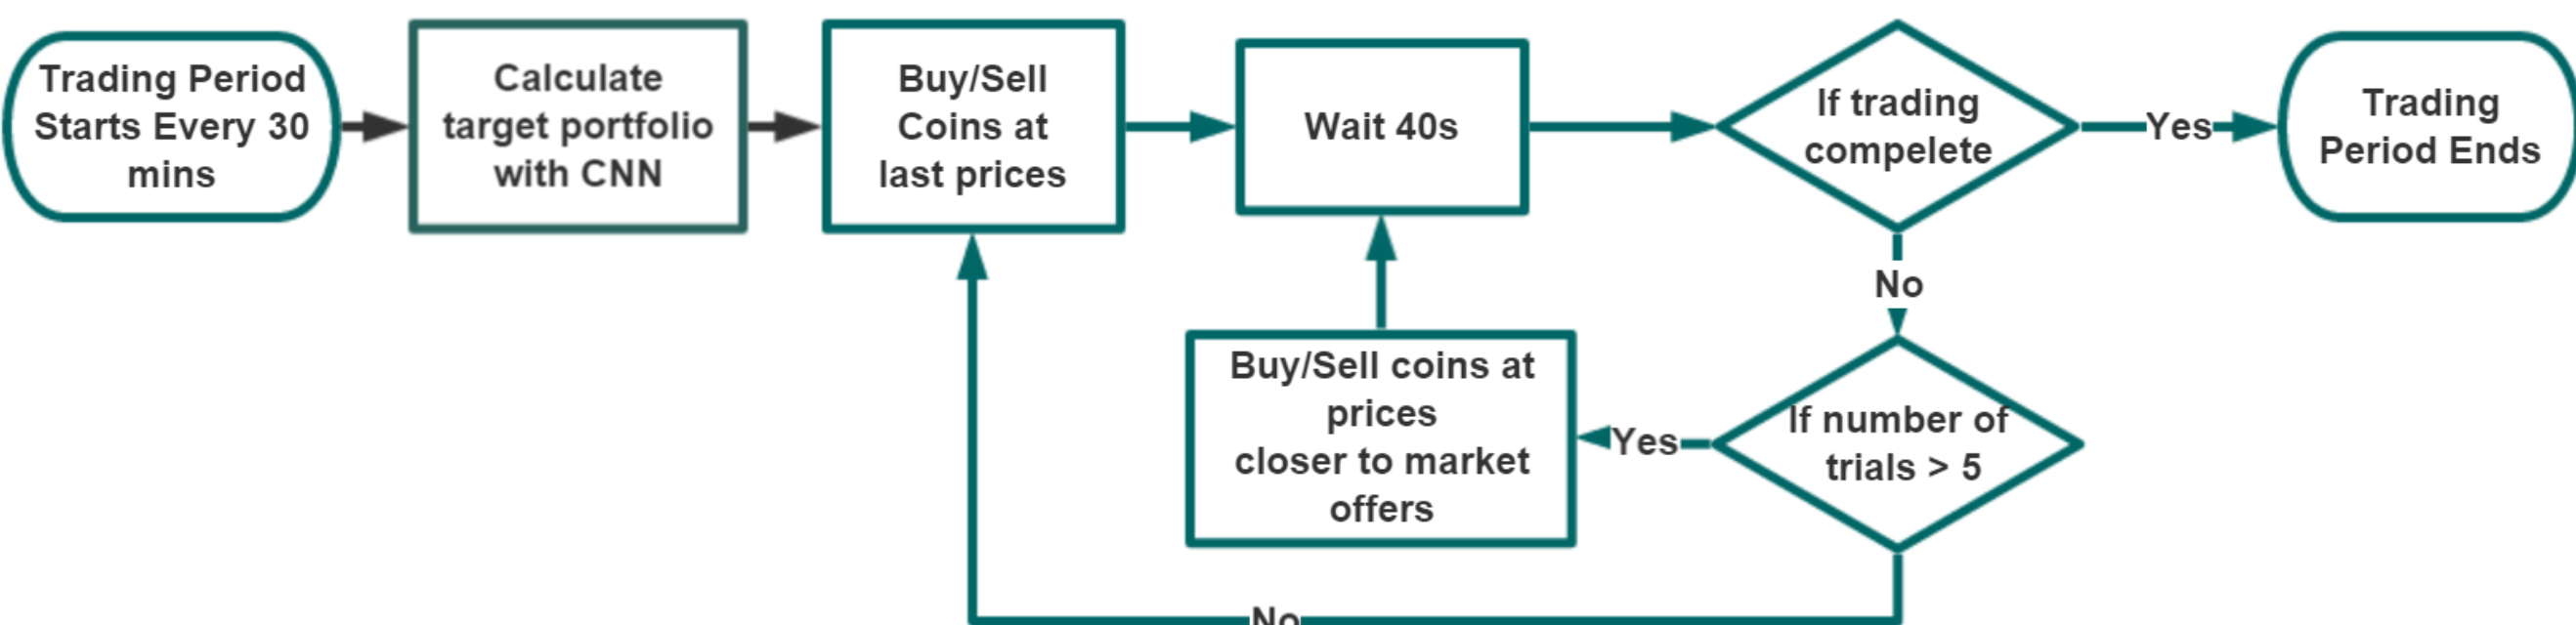 Trading Period
Starts Every 30
mins
Calculate
target portfolio
with CNN
Buy/Sell
Coins at
last prices
Wait 40s
If trading
compelete
Yes
Trading
Period Ends
No
If number of
trials > 5
Yes
Buy/Sell coins at
prices
closer to market
offers
No